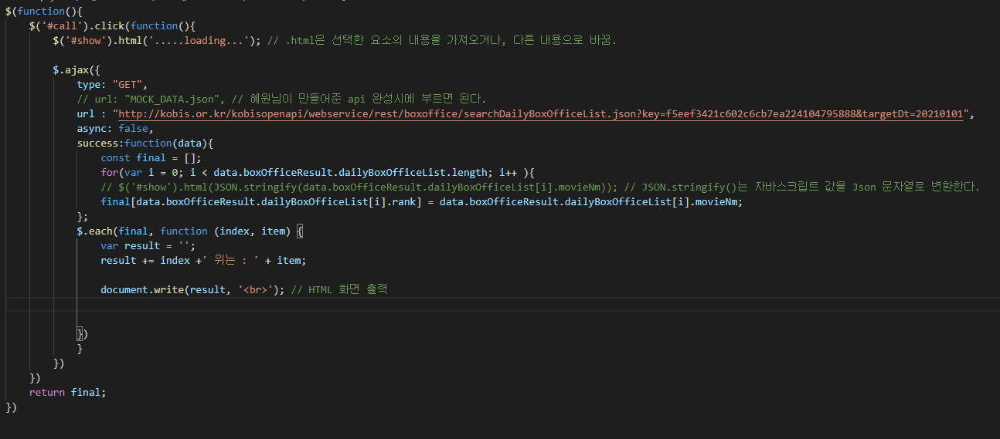 $(function(){
$('#call').click(function(){
$('#show').html('.....loading...'); // .html은 선택한 요소의 내용을 가져오거나, 다른 내용으로 바꿈.
$.ajax({
type: "GET",
// url: "MOCK_DATA.json", // 혜원님이 만들어준 api 완성시에 부르면 된다.
url : "http://kobis.or.kr/kobisopenapi/webservice/rest/boxoffice/searchDailyBoxOfficeList.json?key=f5eef3421c602c6cb7ea224104795888&targetDt=20210101",
async: false,
success:function(data){
const final = [];
for(var i = 0; i < data.boxOfficeResult.dailyBoxOfficeList.length; i++ ){
// $('#show').html(JSON.stringify(data.boxOfficeResult.dailyBoxOfficeList[i].movieNm)); // JSON.stringify()는 자바스크립트 값을 Json 문자열로 변환한다.
final[data.boxOfficeResult.dailyBoxOfficeList[i].rank] = data.boxOfficeResult.dailyBoxOfficeList[i].movieNm;
};
$.each(final, function (index, item) {
var result = '';
result += index +' 위는 : ' + item;
document.write(result, '<br>'); // HTML 화면 출력
})
}
})
})
return final;
})